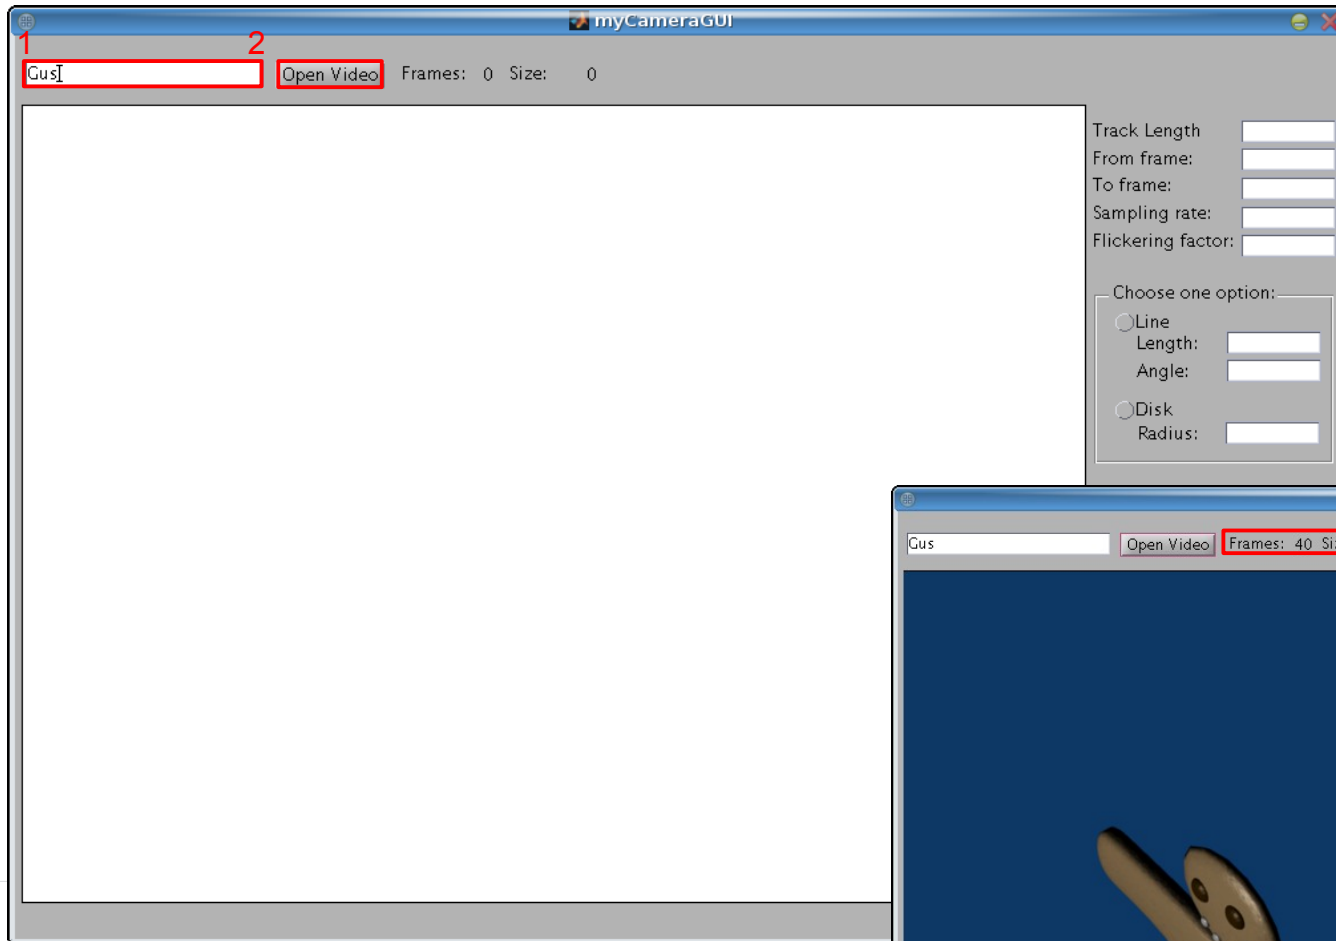 myCameraGUI
1
2
Gus
Open Video
Frames: 0 Size: 0
Track Length
From frame:
To frame:
Sampling rate:
Flickering factor:
Choose one option:
Line
Length:
Angle:
Disk
Radius:
Gus
Open Video
Frames: 40